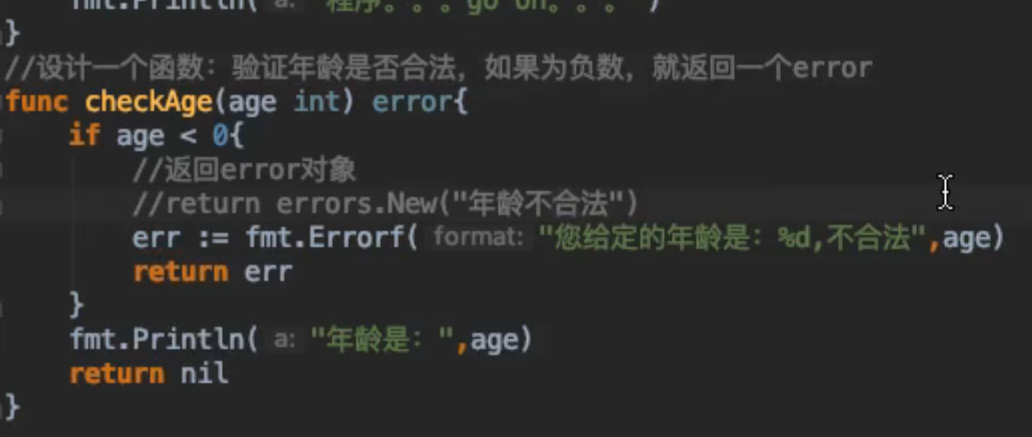 fmt.Println( a: "程序。。。go on。。。")
}
//设计一个函数：验证年龄是否合法，如果为负数，就返回一个error
func checkAge(age int) error{
if age < 0{
//返回error对象
//return errors.New("年龄不合法")
err := fmt.Errorf( format: "您给定的年龄是：%d,不合法",age)
return err
}
fmt.Println( a: "年龄是：",age)
return nil
}